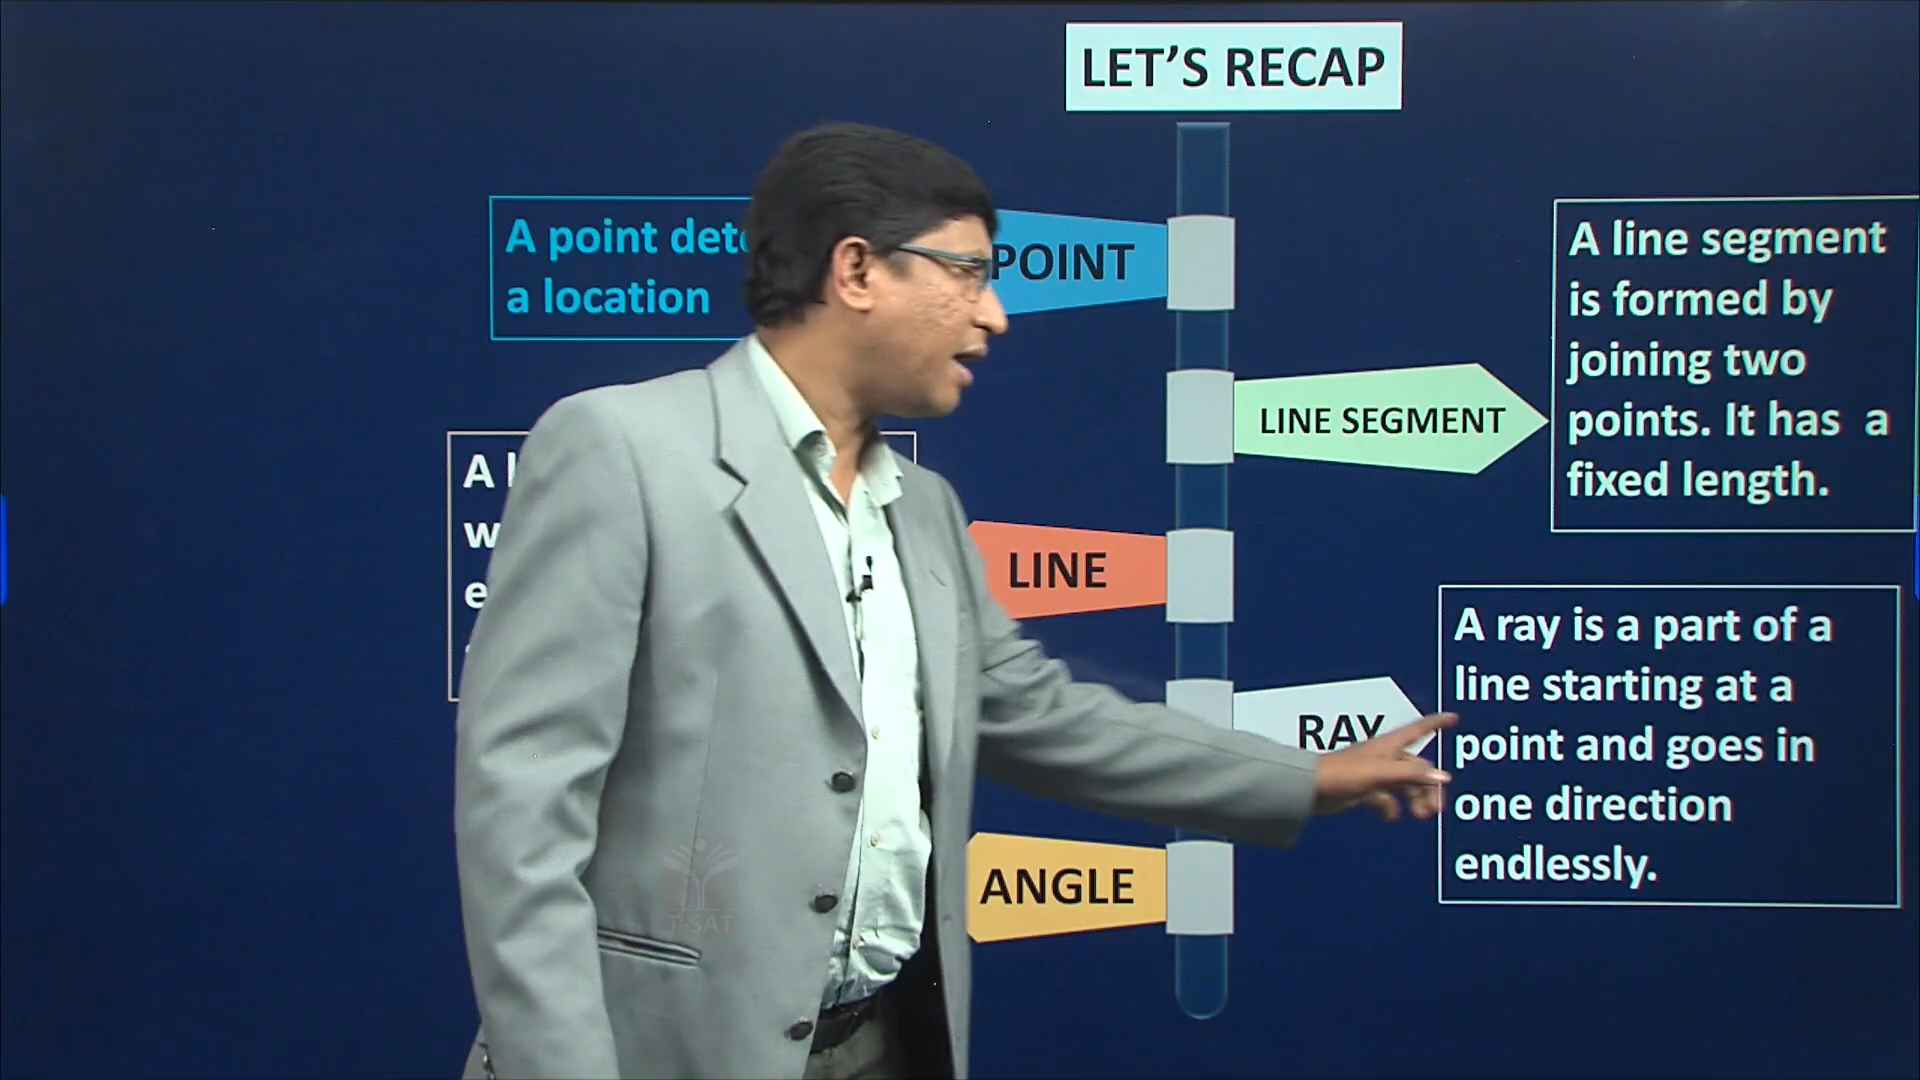 LET'S RECAP
A point
a location
POINT
A line segment
is formed by
joining two
points. It has a
fixed length.
LINE SEGMENT
A
LINE
A ray is a part of a
line starting at a
point and goes in
one direction
endlessly.
RAY
ANGLE
T-SAT